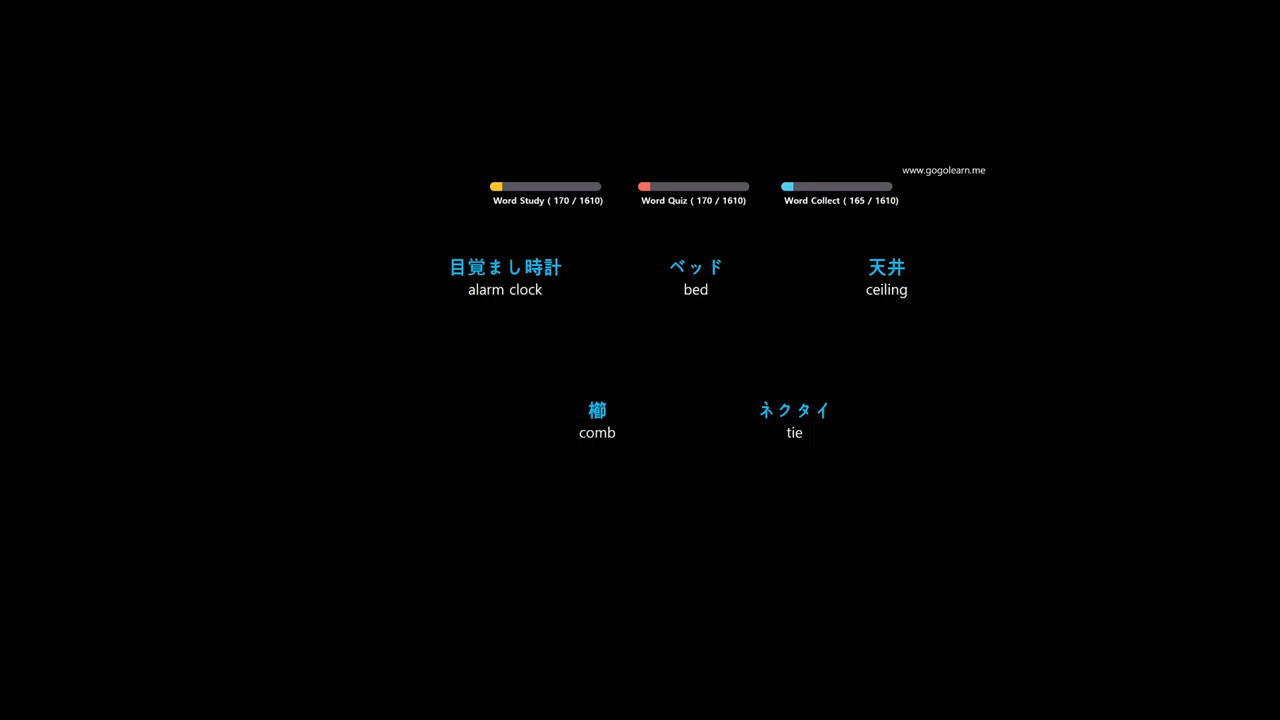 www.gogolearn.me
Word Study ( 170 / 1610) Word Quiz ( 170 / 1610) Word Collect ( 165 / 1610)
目覚まし時計 ベッド 天井
alarm clock bed ceiling
櫛 ネクタイ
comb tie